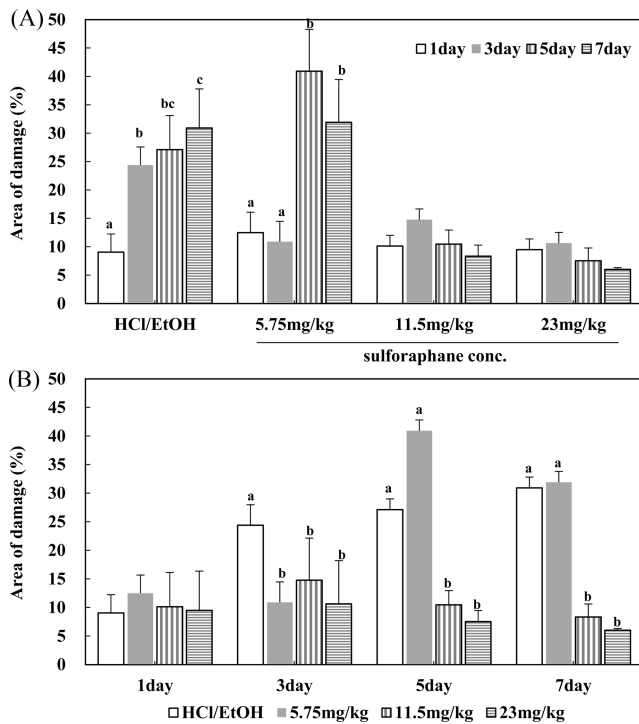 (A)
50
45
40
35
30
25
20
15
10
5
0
Area of damage (%)
1day 3day 5day 7day
a b bc c
a a b b
HCl/EtOH 5.75mg/kg 11.5mg/kg 23mg/kg
sulforaphane conc.
(B)
50
45
40
35
30
25
20
15
10
5
0
Area of damage (%)
a b b b
a a b b
a a b b
1day 3day 5day 7day
HCl/EtOH 5.75mg/kg 11.5mg/kg 23mg/kg